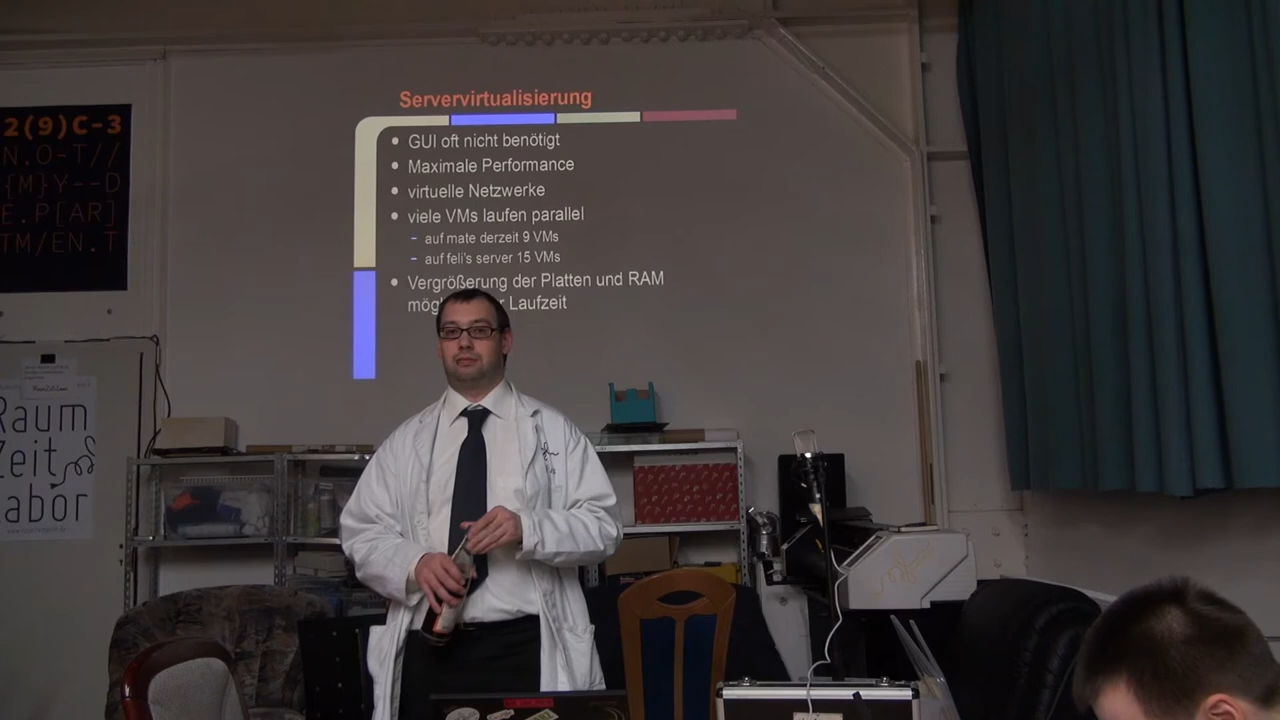 Servervirtualisierung
GUI oft nicht benötigt
Maximale Performance
virtuelle Netzwerke
viele VMs laufen parallel
- auf mate derzeit 9 VMs
- auf feli's server 15 VMs
Vergrößerung der Platten und RAM
Laufzeit
2(9)C-3
N.O-T//
{M}Y--D
E.P[AR]
TM/EN.T
Raum
Zeit
Labor